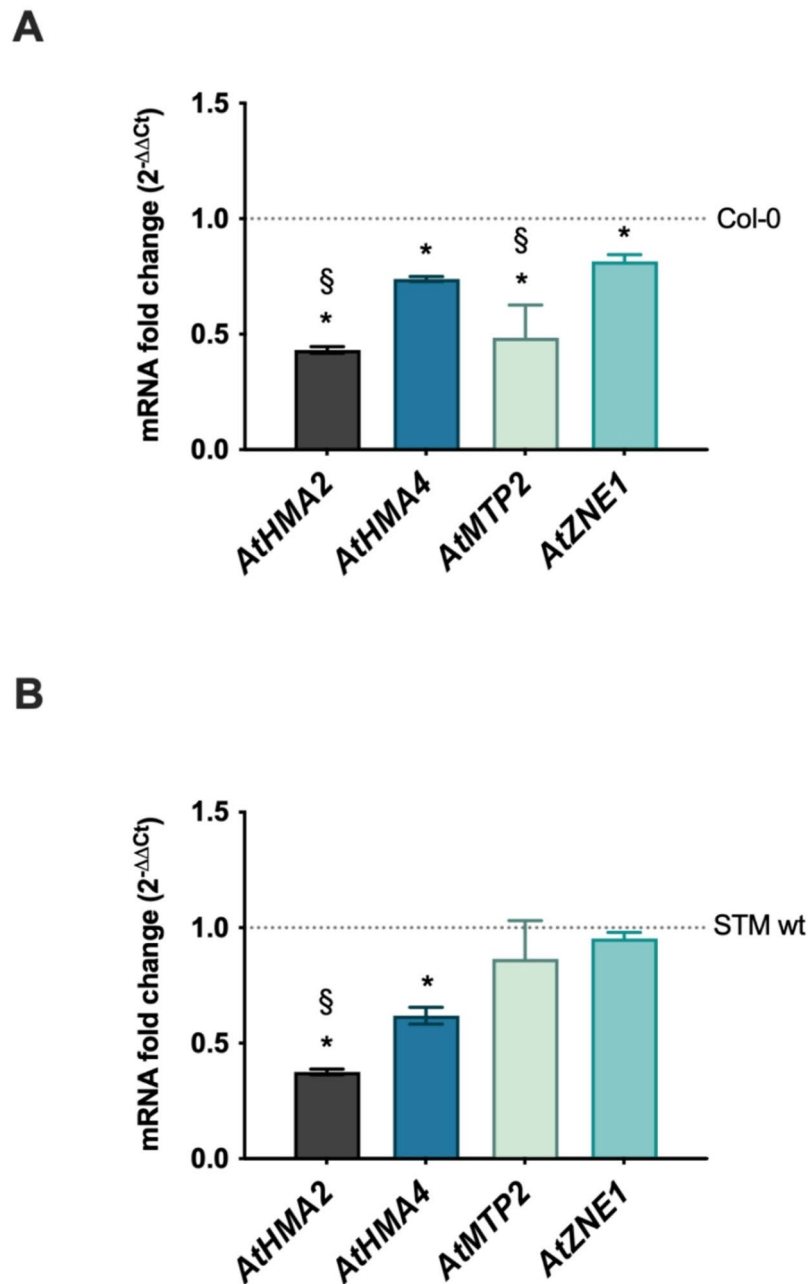 A
mRNA fold change (2-ΔΔCt)
1.5
1.0
0.5
0.0
Col-0
§
*
*
§
*
*
AtHMA2
AtHMA4
AtMTP2
AtZNE1
B
mRNA fold change (2-ΔΔCt)
1.5
1.0
0.5
0.0
STM wt
§
*
*
AtHMA2
AtHMA4
AtMTP2
AtZNE1